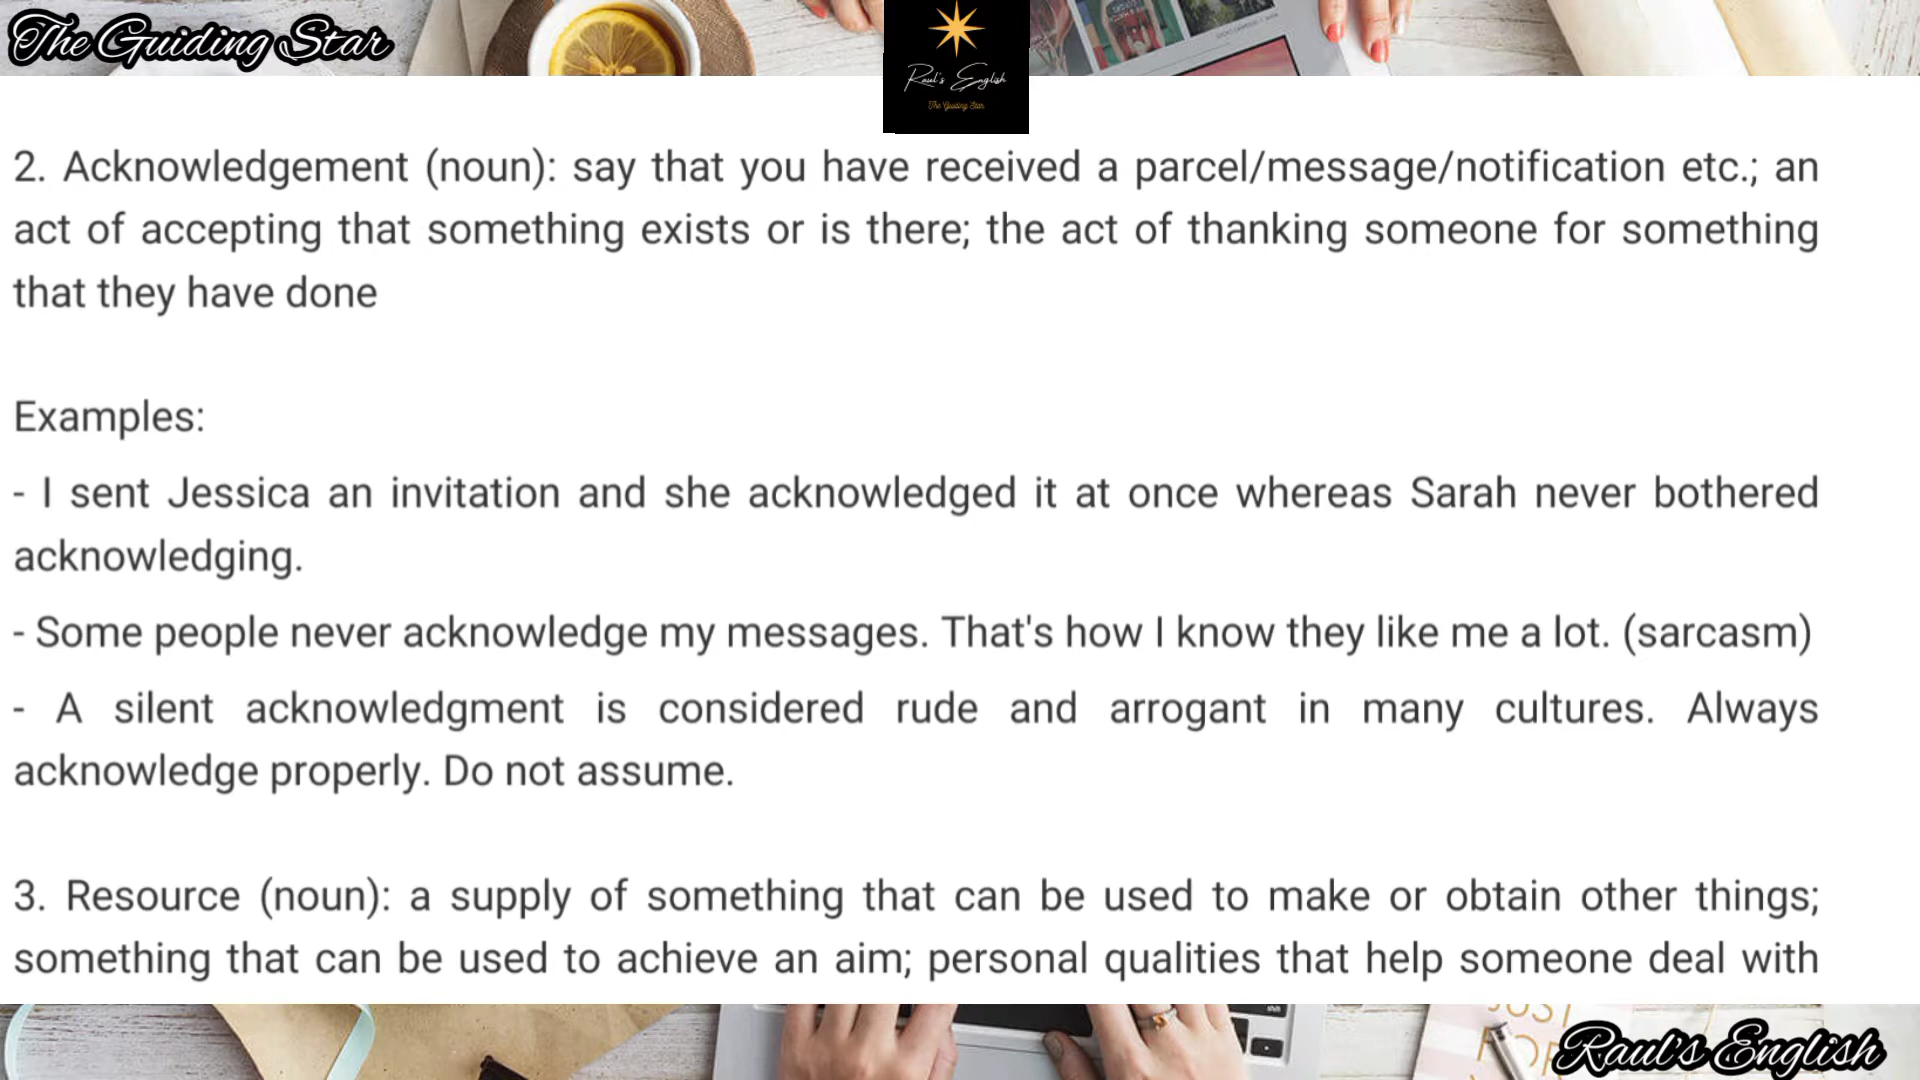 The Guiding Star
Raul's English
The Guiding Star
2. Acknowledgement (noun): say that you have received a parcel/message/notification etc.; an
act of accepting that something exists or is there; the act of thanking someone for something
that they have done
Examples:
- I sent Jessica an invitation and she acknowledged it at once whereas Sarah never bothered
acknowledging.
- Some people never acknowledge my messages. That's how I know they like me a lot. (sarcasm)
- A silent acknowledgment is considered rude and arrogant in many cultures. Always
acknowledge properly. Do not assume.
3. Resource (noun): a supply of something that can be used to make or obtain other things;
something that can be used to achieve an aim; personal qualities that help someone deal with
shift
JUST
FOR
Raul's English